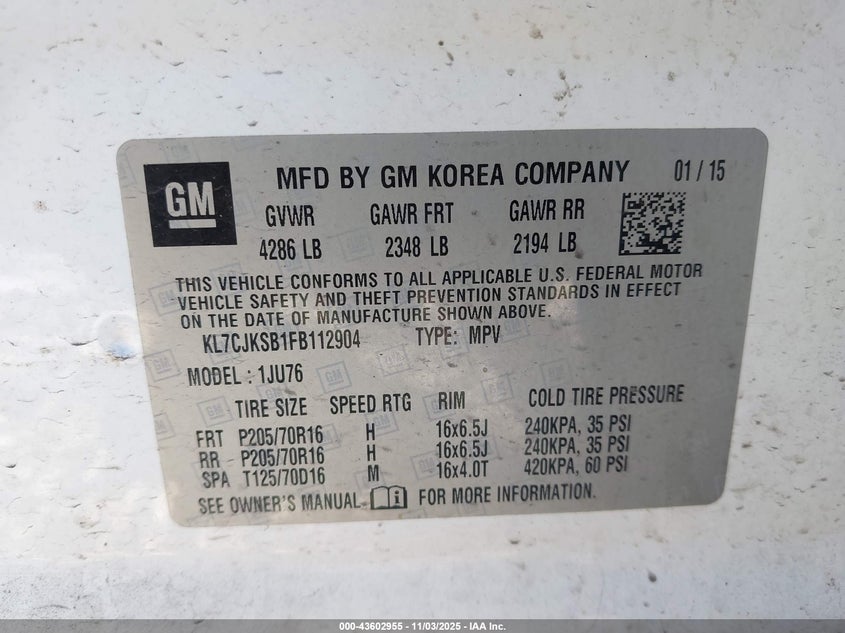 GM
MFD BY GM KOREA COMPANY 01 / 15
GVWR GAWR FRT GAWR RR
4286 LB 2348 LB 2194 LB
THIS VEHICLE CONFORMS TO ALL APPLICABLE U.S. FEDERAL MOTOR
VEHICLE SAFETY AND THEFT PREVENTION STANDARDS IN EFFECT
ON THE DATE OF MANUFACTURE SHOWN ABOVE.
KL7CJKSB1FB112904 TYPE: MPV
MODEL : 1JU76
TIRE SIZE SPEED RTG RIM COLD TIRE PRESSURE
FRT P205/70R16 H 16x6.5J 240KPA, 35 PSI
RR P205/70R16 H 16x6.5J 240KPA, 35 PSI
SPA T125/70D16 M 16x4.0T 420KPA, 60 PSI
SEE OWNER'S MANUAL FOR MORE INFORMATION.
000-43602955 - 11/03/2025 - IAA Inc.